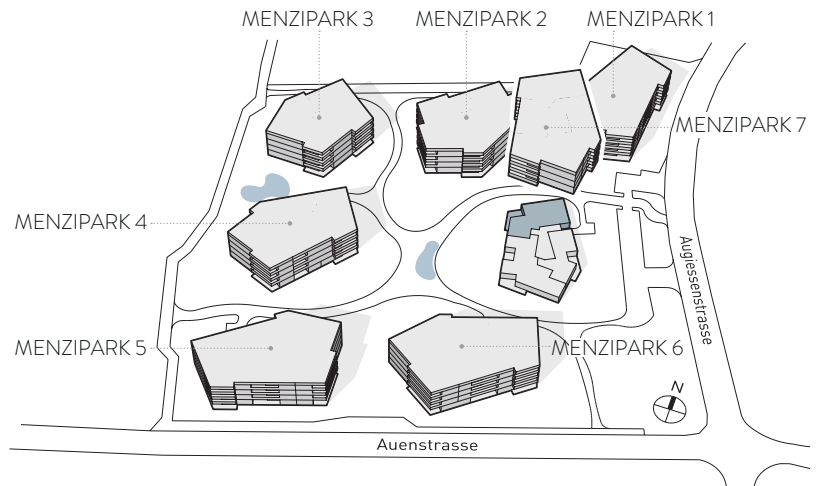 MENZIPARK 3
MENZIPARK 2
MENZIPARK 1
MENZIPARK 7
MENZIPARK 4
Augiessenstrasse
MENZIPARK 5
MENZIPARK 6
N
Auenstrasse